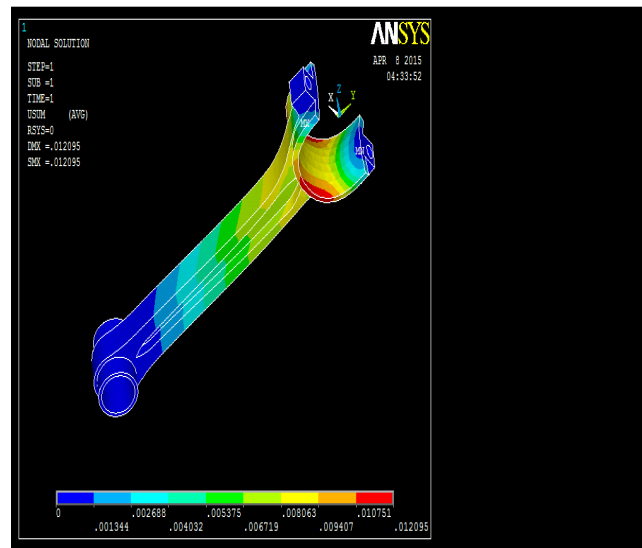 1
ANSYS
NODAL SOLUTION
APR 8 2015
04:33:52
STEP=1
SUB =1
TIME=1
USUM (AVG)
RSYS=0
DMX =.012095
SMX =.012095
X Z Y
MX
MN
0 .002688 .005375 .008063 .010751
.001344 .004032 .006719 .009407 .012095